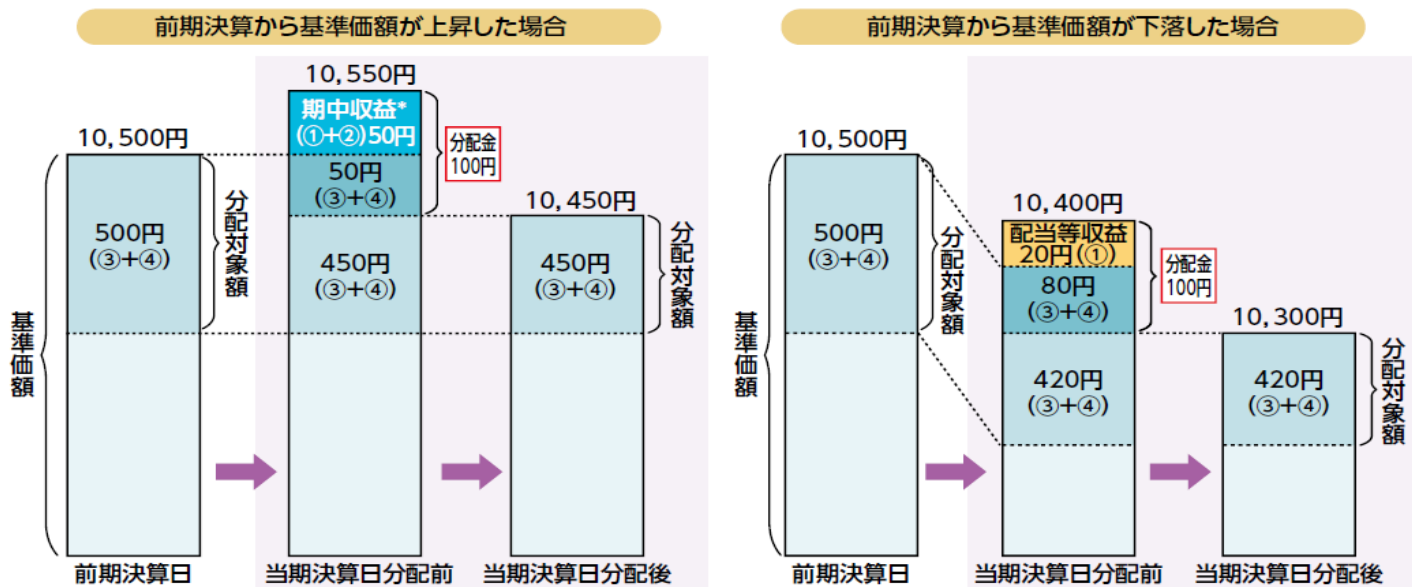 前期決算から基準価額が上昇した場合
10,550円
期中収益*
(①+②)50円
分配金
100円
10,500円
50円
(③+④)
10,450円
500円
(③+④)
分配対象額
450円
(③+④)
450円
(③+④)
分配対象額
基準価額
前期決算日
当期決算日分配前
当期決算日分配後
前期決算から基準価額が下落した場合
10,500円
10,400円
配当等収益
20円(①)
分配金
100円
500円
(③+④)
分配対象額
80円
(③+④)
10,300円
420円
(③+④)
420円
(③+④)
分配対象額
基準価額
前期決算日
当期決算日分配前
当期決算日分配後